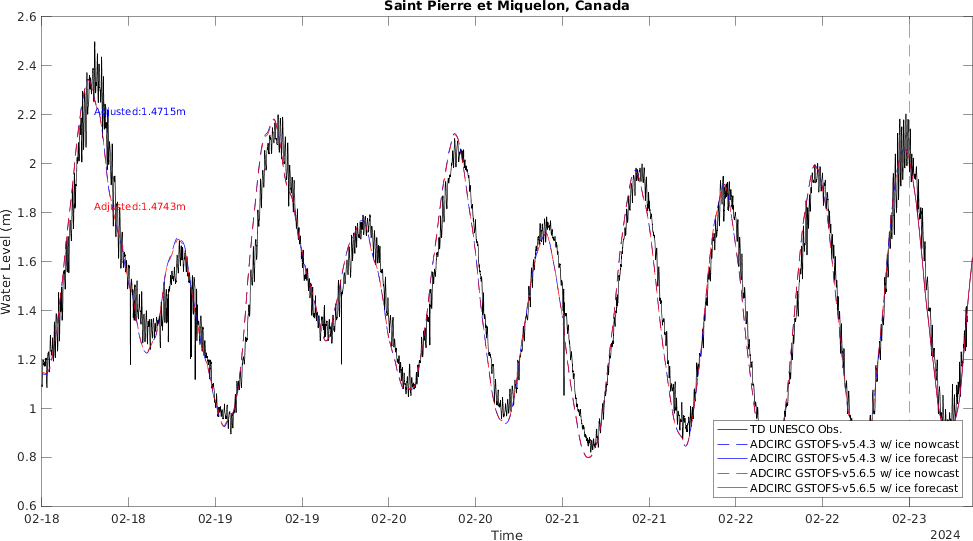 Saint Pierre et Miquelon, Canada
2.6
2.4
2.2
2
1.8
1.6
1.4
1.2
1
0.8
0.6
Water Level (m)
Adjusted:1.4715m
Adjusted:1.4743m
TD UNESCO Obs.
ADCIRC GSTOFS-v5.4.3 w/ ice nowcast
ADCIRC GSTOFS-v5.4.3 w/ ice forecast
ADCIRC GSTOFS-v5.6.5 w/ ice nowcast
ADCIRC GSTOFS-v5.6.5 w/ ice forecast
02-18 02-18 02-19 02-19 02-20 02-20 02-21 02-21 02-22 02-22 02-23
Time
2024